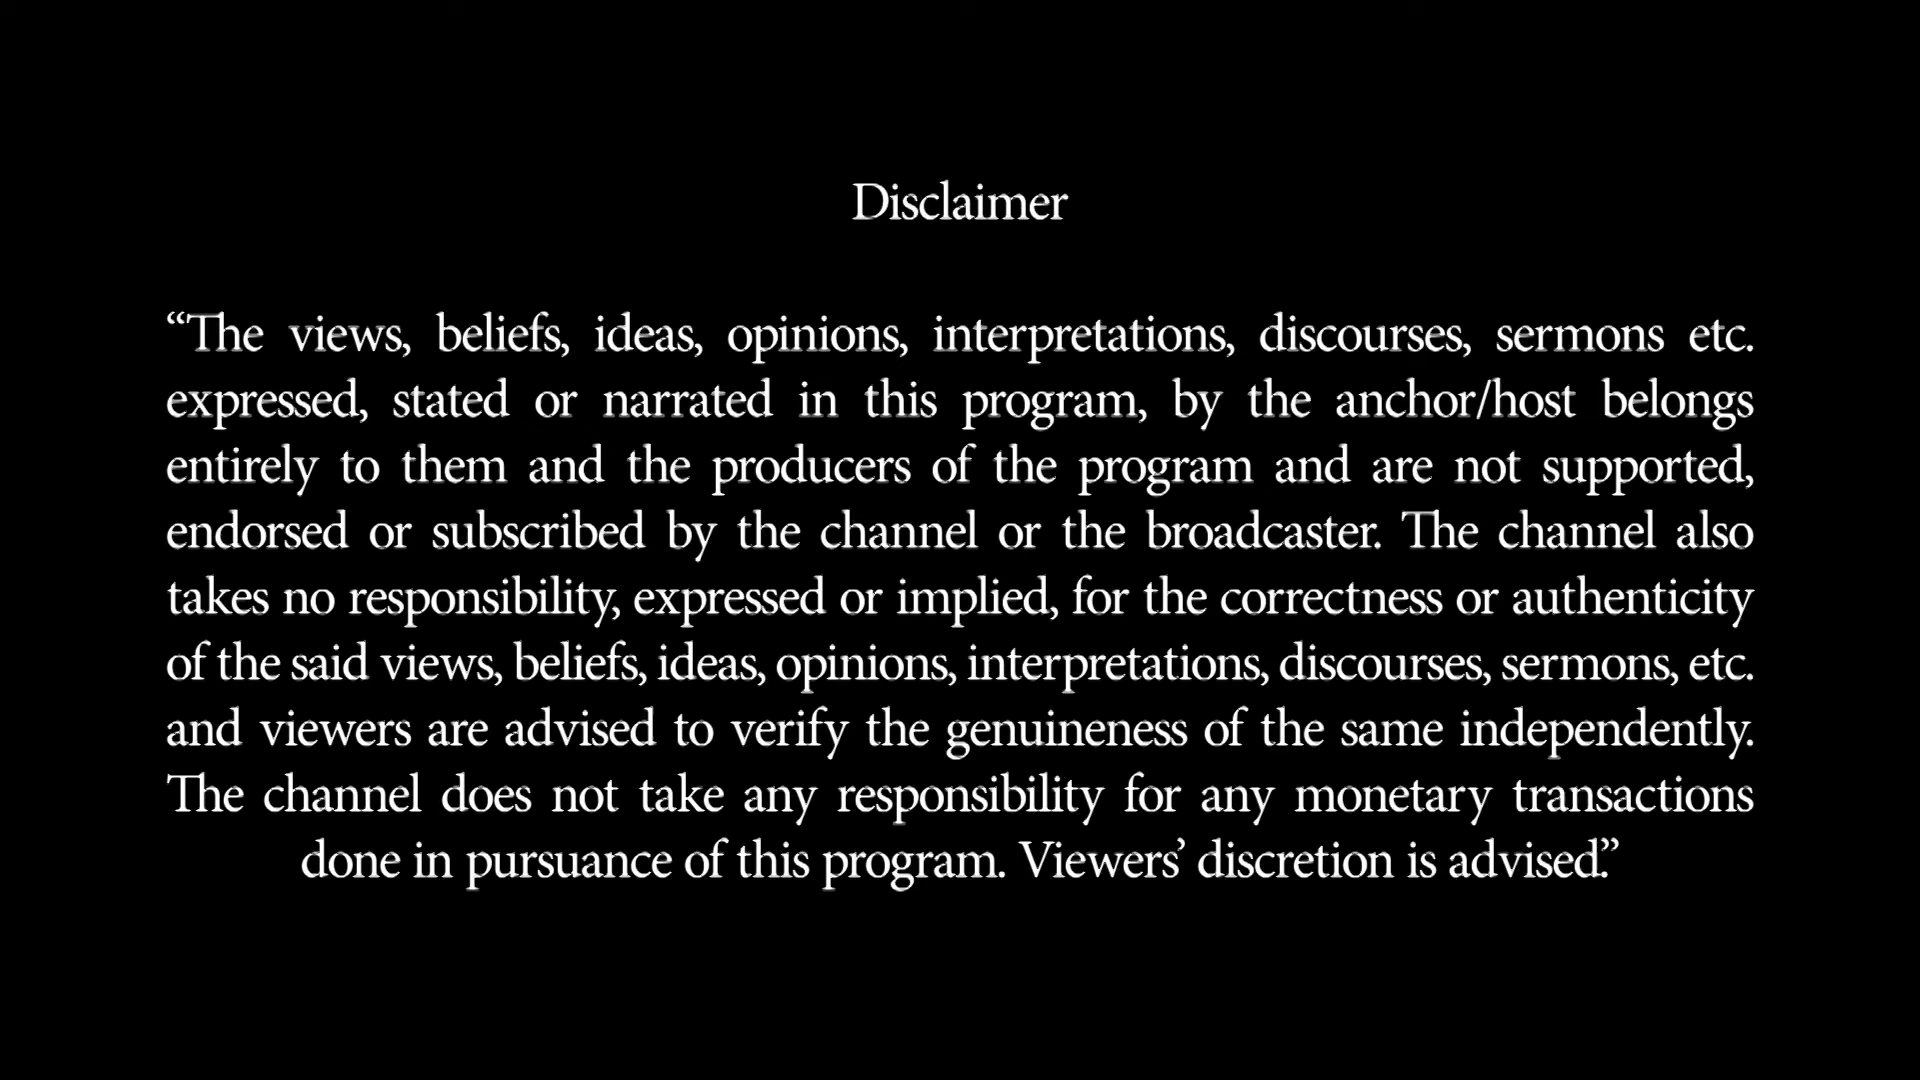 Disclaimer
“The views, beliefs, ideas, opinions, interpretations, discourses, sermons etc.
expressed, stated or narrated in this program, by the anchor/host belongs
entirely to them and the producers of the program and are not supported,
endorsed or subscribed by the channel or the broadcaster. The channel also
takes no responsibility, expressed or implied, for the correctness or authenticity
of the said views, beliefs, ideas, opinions, interpretations, discourses, sermons, etc.
and viewers are advised to verify the genuineness of the same independently.
The channel does not take any responsibility for any monetary transactions
done in pursuance of this program. Viewers’ discretion is advised.”